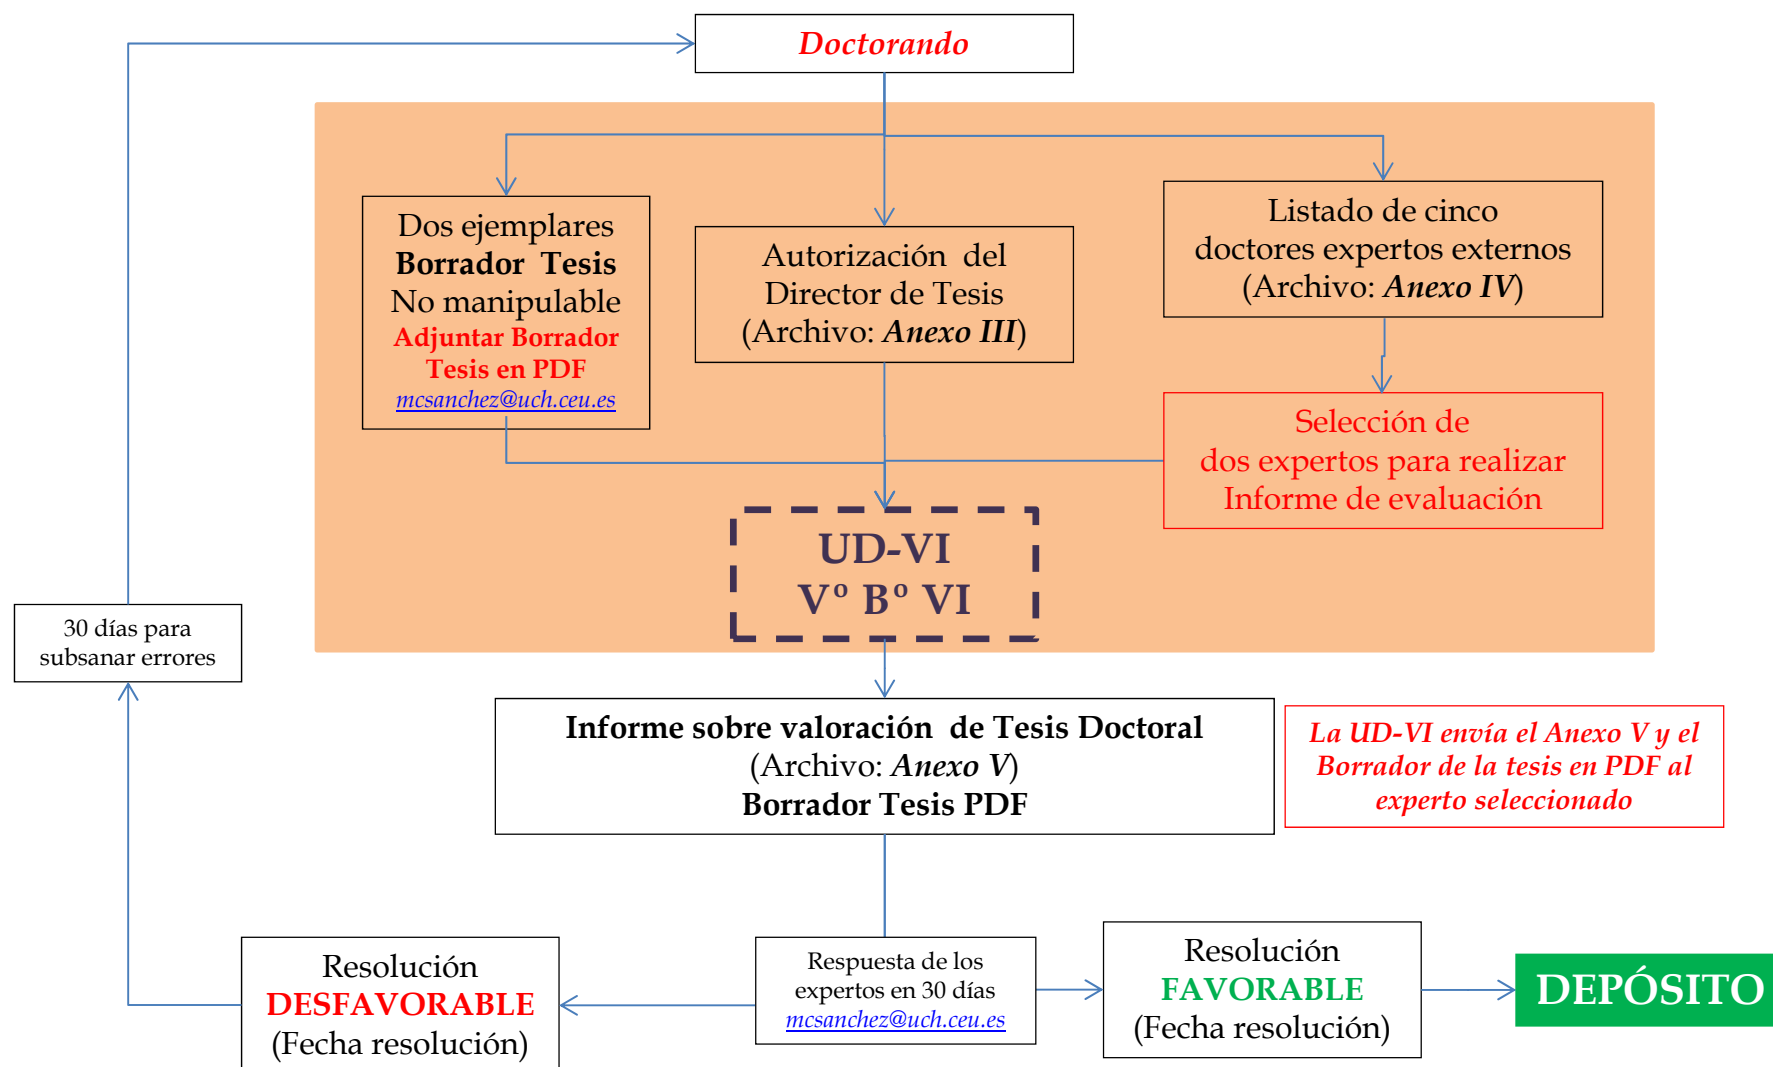 Doctorando
Dos ejemplares
Borrador Tesis
No manipulable
Adjuntar Borrador
Tesis en PDF
mcsanchez@uch.ceu.es
Autorización del
Director de Tesis
(Archivo: Anexo III)
Listado de cinco
doctores expertos externos
(Archivo: Anexo IV)
Selección de
dos expertos para realizar
Informe de evaluación
UD-VI
Vº Bº VI
30 días para
subsanar errores
Informe sobre valoración de Tesis Doctoral
(Archivo: Anexo V)
Borrador Tesis PDF
La UD-VI envía el Anexo V y el
Borrador de la tesis en PDF al
experto seleccionado
Resolución
DESFAVORABLE
(Fecha resolución)
Respuesta de los
expertos en 30 días
mcsanchez@uch.ceu.es
Resolución
FAVORABLE
(Fecha resolución)
DEPÓSITO